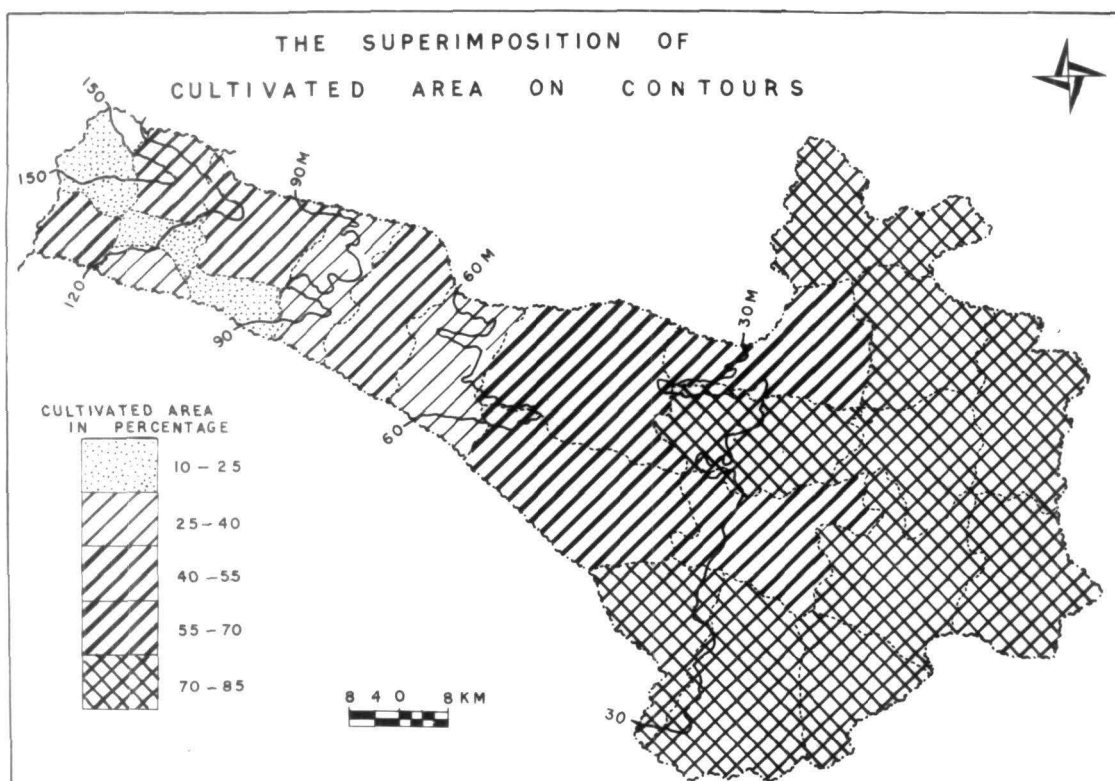 THE SUPERIMPOSITION OF
CULTIVATED AREA ON CONTOURS
150
150
90M
120
90
60M
60
30M
30
CULTIVATED AREA
IN PERCENTAGE
10-25
25-40
40-55
55-70
70-85
8 4 0 8 KM